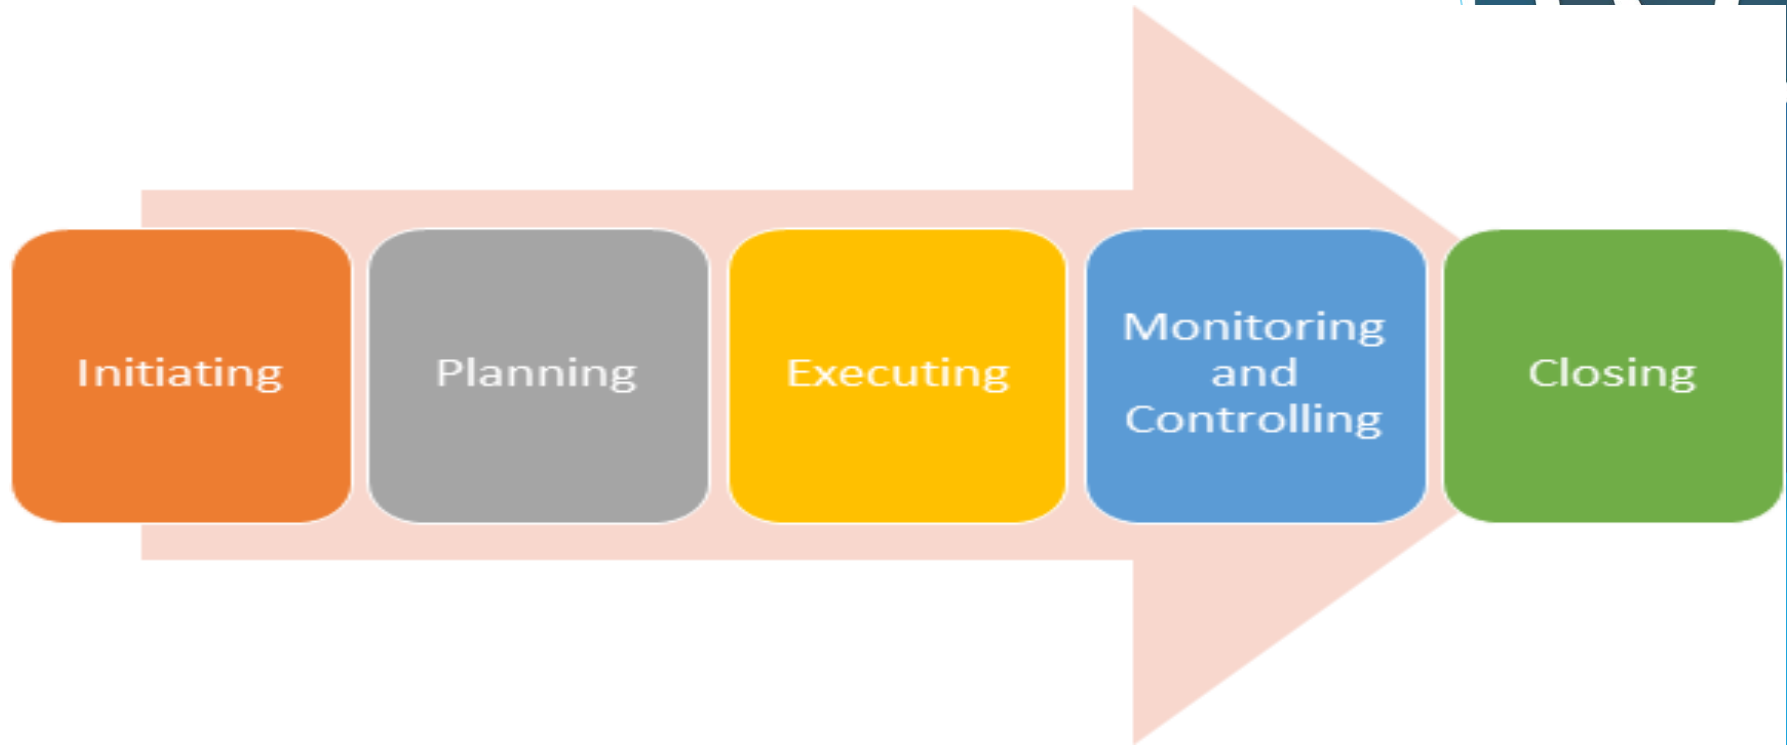 Initiating
Planning
Executing
Monitoring
and
Controlling
Closing